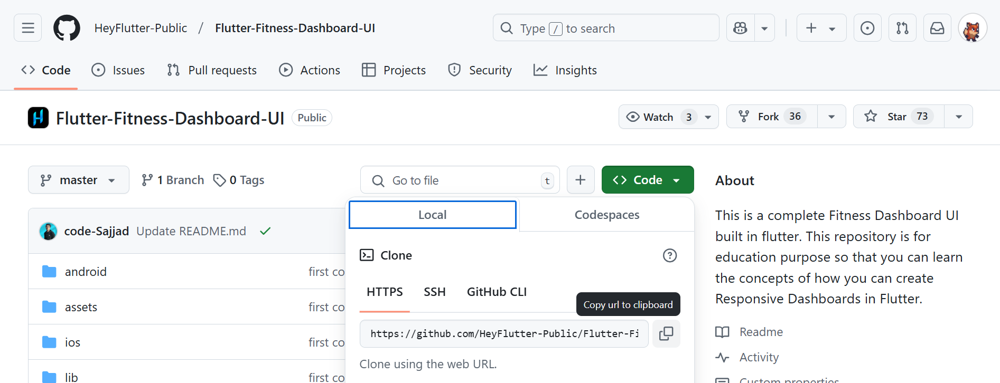 HeyFlutter-Public / Flutter-Fitness-Dashboard-UI
Type / to search
Code
Issues
Pull requests
Actions
Projects
Security
Insights
Flutter-Fitness-Dashboard-UI
Public
Watch 3
Fork 36
Star 73
master
1 Branch
0 Tags
Go to file
t
Code
Local
Codespaces
Clone
HTTPS
SSH
GitHub CLI
Copy url to clipboard
https://github.com/HeyFlutter-Public/Flutter-Fi
Clone using the web URL.
code-Sajjad Update README.md
android first co
assets first co
ios first co
lib first co
About
This is a complete Fitness Dashboard UI
built in flutter. This repository is for
education purpose so that you can learn
the concepts of how you can create
Responsive Dashboards in Flutter.
Readme
Activity
Custom properties